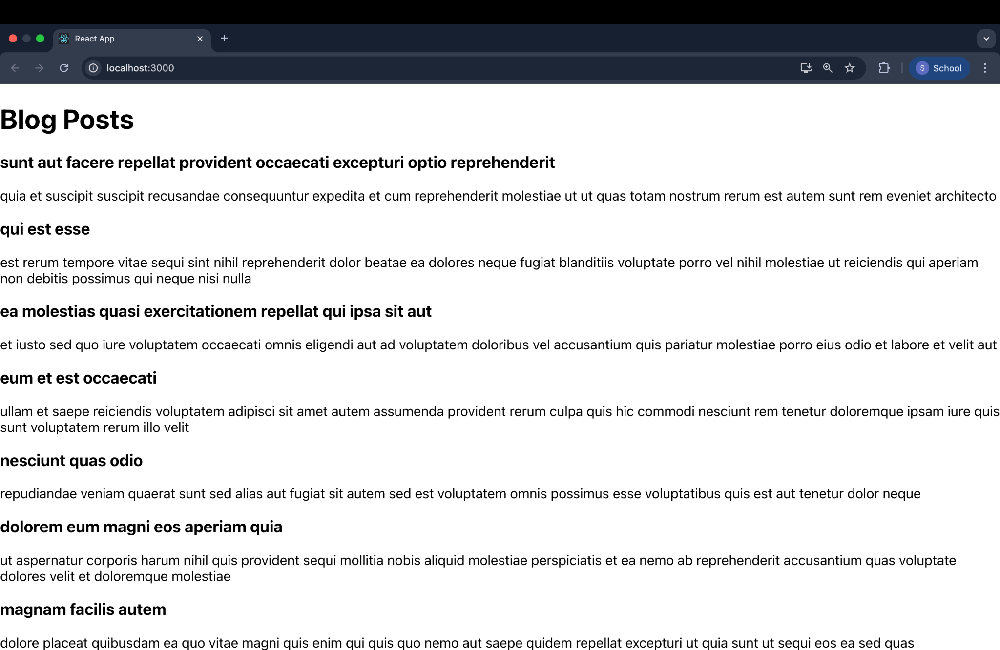 React App
localhost:3000
S School
Blog Posts
sunt aut facere repellat provident occaecati excepturi optio reprehenderit
quia et suscipit suscipit recusandae consequuntur expedita et cum reprehenderit molestiae ut ut quas totam nostrum rerum est autem sunt rem eveniet architecto
qui est esse
est rerum tempore vitae sequi sint nihil reprehenderit dolor beatae ea dolores neque fugiat blanditiis voluptate porro vel nihil molestiae ut reiciendis qui aperiam
non debitis possimus qui neque nisi nulla
ea molestias quasi exercitationem repellat qui ipsa sit aut
et iusto sed quo iure voluptatem occaecati omnis eligendi aut ad voluptatem doloribus vel accusantium quis pariatur molestiae porro eius odio et labore et velit aut
eum et est occaecati
ullam et saepe reiciendis voluptatem adipisci sit amet autem assumenda provident rerum culpa quis hic commodi nesciunt rem tenetur doloremque ipsam iure quis
sunt voluptatem rerum illo velit
nesciunt quas odio
repudiandae veniam quaerat sunt sed alias aut fugiat sit autem sed est voluptatem omnis possimus esse voluptatibus quis est aut tenetur dolor neque
dolorem eum magni eos aperiam quia
ut aspernatur corporis harum nihil quis provident sequi mollitia nobis aliquid molestiae perspiciatis et ea nemo ab reprehenderit accusantium quas voluptate
dolores velit et doloremque molestiae
magnam facilis autem
dolore placeat quibusdam ea quo vitae magni quis enim qui quis quo nemo aut saepe quidem repellat excepturi ut quia sunt ut sequi eos ea sed quas